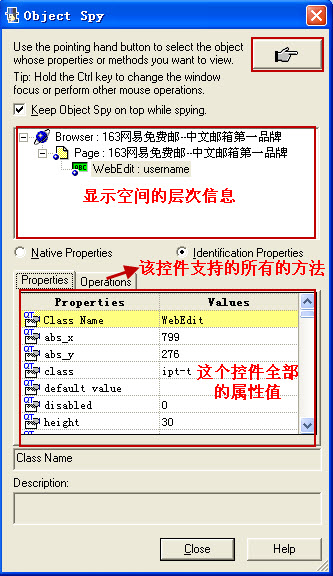 Object Spy
Use the pointing hand button to select the object
whose properties or methods you want to view.
Tip: Hold the Ctrl key to change the window
focus or perform other mouse operations.
Keep Object Spy on top while spying.
Browser : 163网易免费邮--中文邮箱第一品牌
Page : 163网易免费邮--中文邮箱第一品牌
WebEdit : username
显示空间的层次信息
Native Properties
Identification Properties
该控件支持的所有的方法
Properties
Operations
Properties Values
Class Name WebEdit
abs_x 799
abs_y 276
class ipt-t
default value
disabled 0
height 30
这个控件全部
的属性值
Class Name
Description:
Close
Help